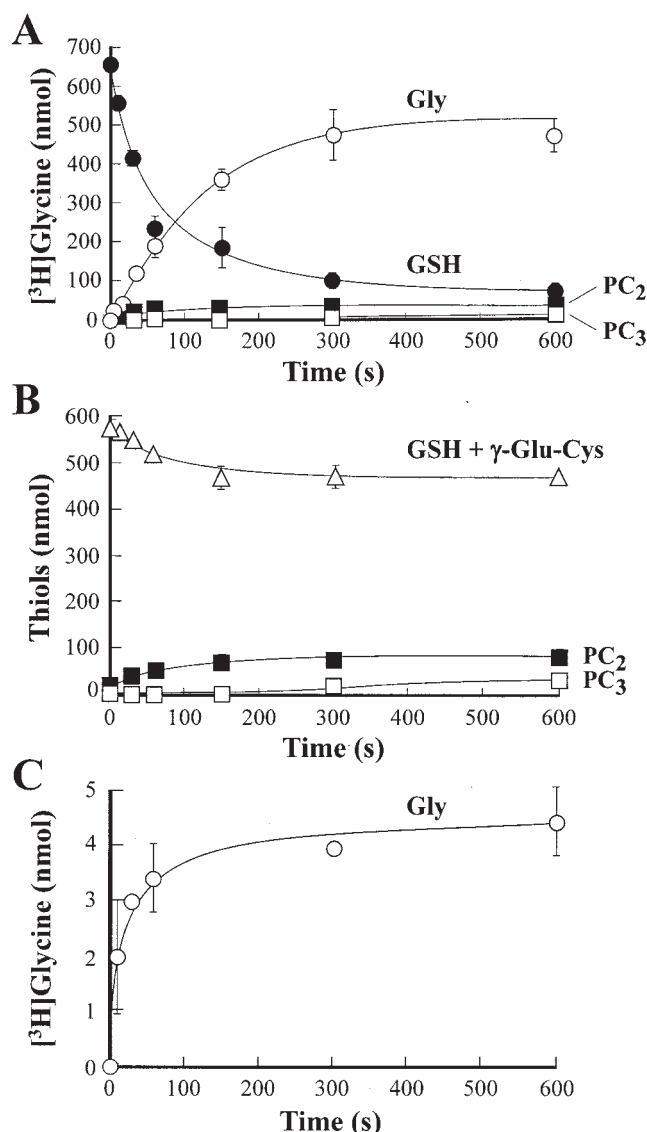 A
[³H]Glycine (nmol)
700
600
500
400
300
200
100
0
Gly
GSH
PC₂
PC₃
0 100 200 300 400 500 600
Time (s)
B
Thiols (nmol)
600
500
400
300
200
100
0
GSH + γ-Glu-Cys
PC₂
PC₃
0 100 200 300 400 500 600
Time (s)
C
[³H]Glycine (nmol)
5
4
3
2
1
0
Gly
0 100 200 300 400 500 600
Time (s)